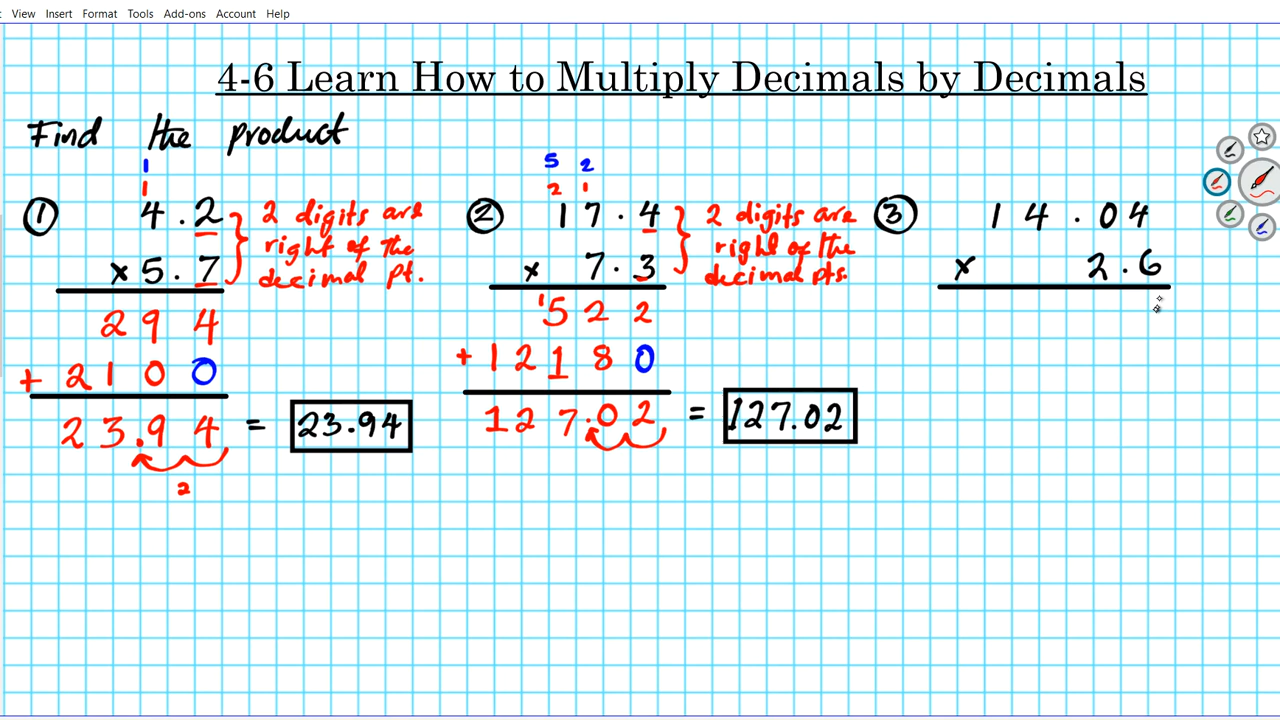 View Insert Format Tools Add-ons Account Help
4-6 Learn How to Multiply Decimals by Decimals
Find the product
1
1
① 4.2
x 5.7
2 digits are
right of the
decimal pt.
294
+ 2100
23.94 = 23.94
2
5 2
2 1
② 17.4
x 7.3
2 digits are
right of the
decimal pts.
1
522
+ 12180
127.02 = 127.02
③ 14.04
x 2.6